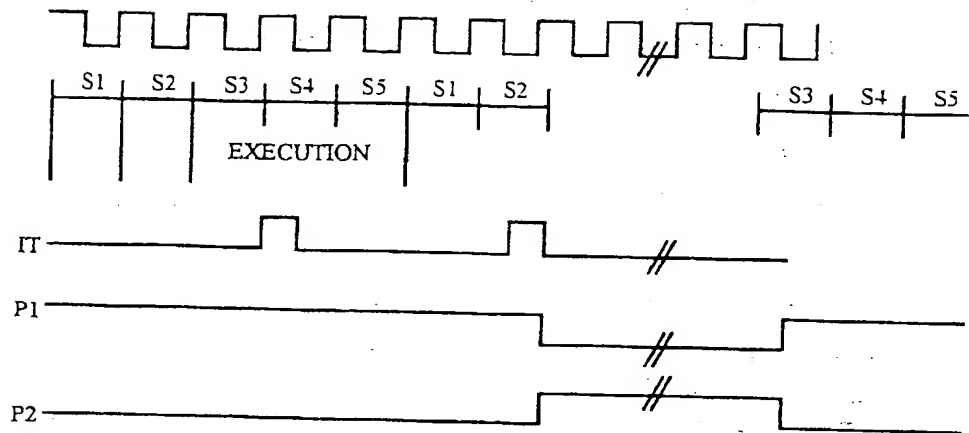 S1 S2 S3 S4 S5 S1 S2 S3 S4 S5
EXECUTION
IT
P1
P2